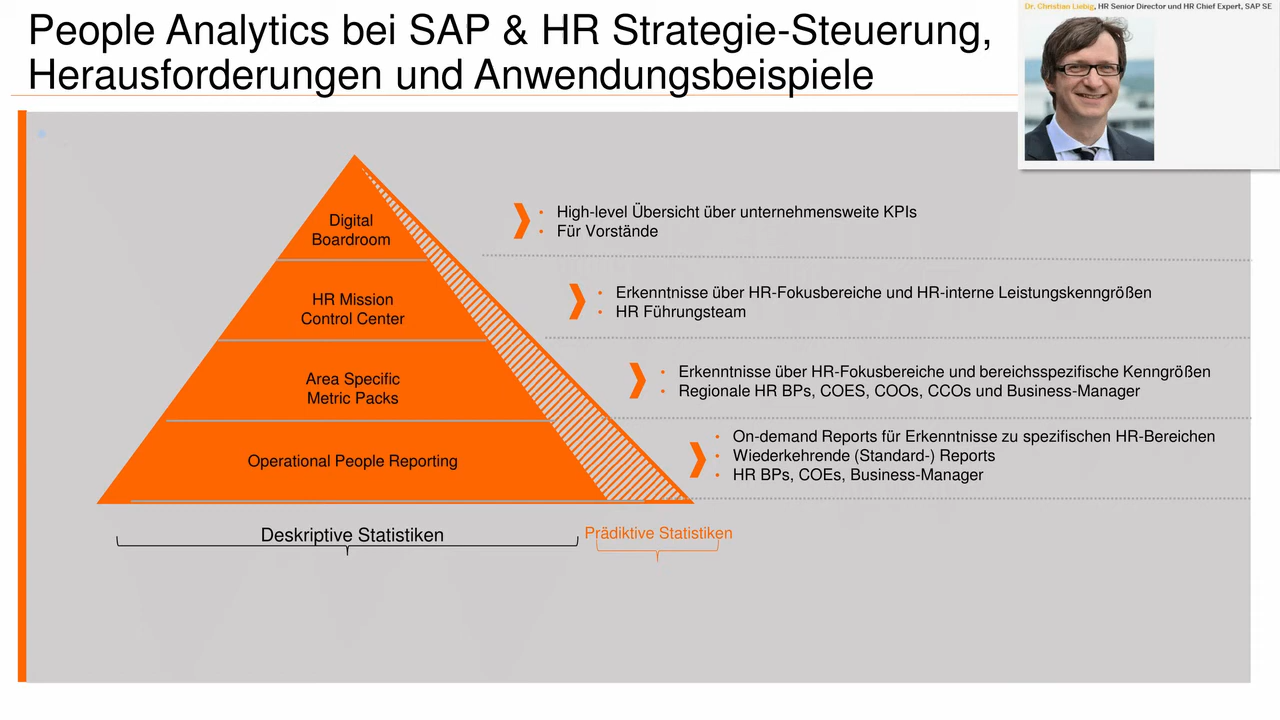 People Analytics bei SAP & HR Strategie-Steuerung,
Herausforderungen und Anwendungsbeispiele
Dr. Christian Liebig, HR Senior Director und HR Chief Expert, SAP SE
Digital
Boardroom
• High-level Übersicht über unternehmensweite KPIs
• Für Vorstände
HR Mission
Control Center
• Erkenntnisse über HR-Fokusbereiche und HR-interne Leistungskenngrößen
• HR Führungsteam
Area Specific
Metric Packs
• Erkenntnisse über HR-Fokusbereiche und bereichsspezifische Kenngrößen
• Regionale HR BPs, COES, COOs, CCOs und Business-Manager
Operational People Reporting
• On-demand Reports für Erkenntnisse zu spezifischen HR-Bereichen
• Wiederkehrende (Standard-) Reports
• HR BPs, COEs, Business-Manager
Deskriptive Statistiken
Prädiktive Statistiken